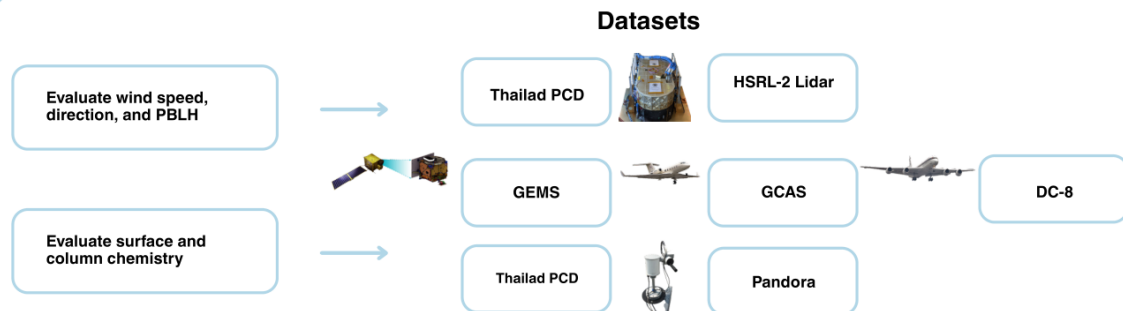 Datasets
Evaluate wind speed,
direction, and PBLH
Thailad PCD
HSRL-2 Lidar
GEMS
GCAS
DC-8
Evaluate surface and
column chemistry
Thailad PCD
Pandora